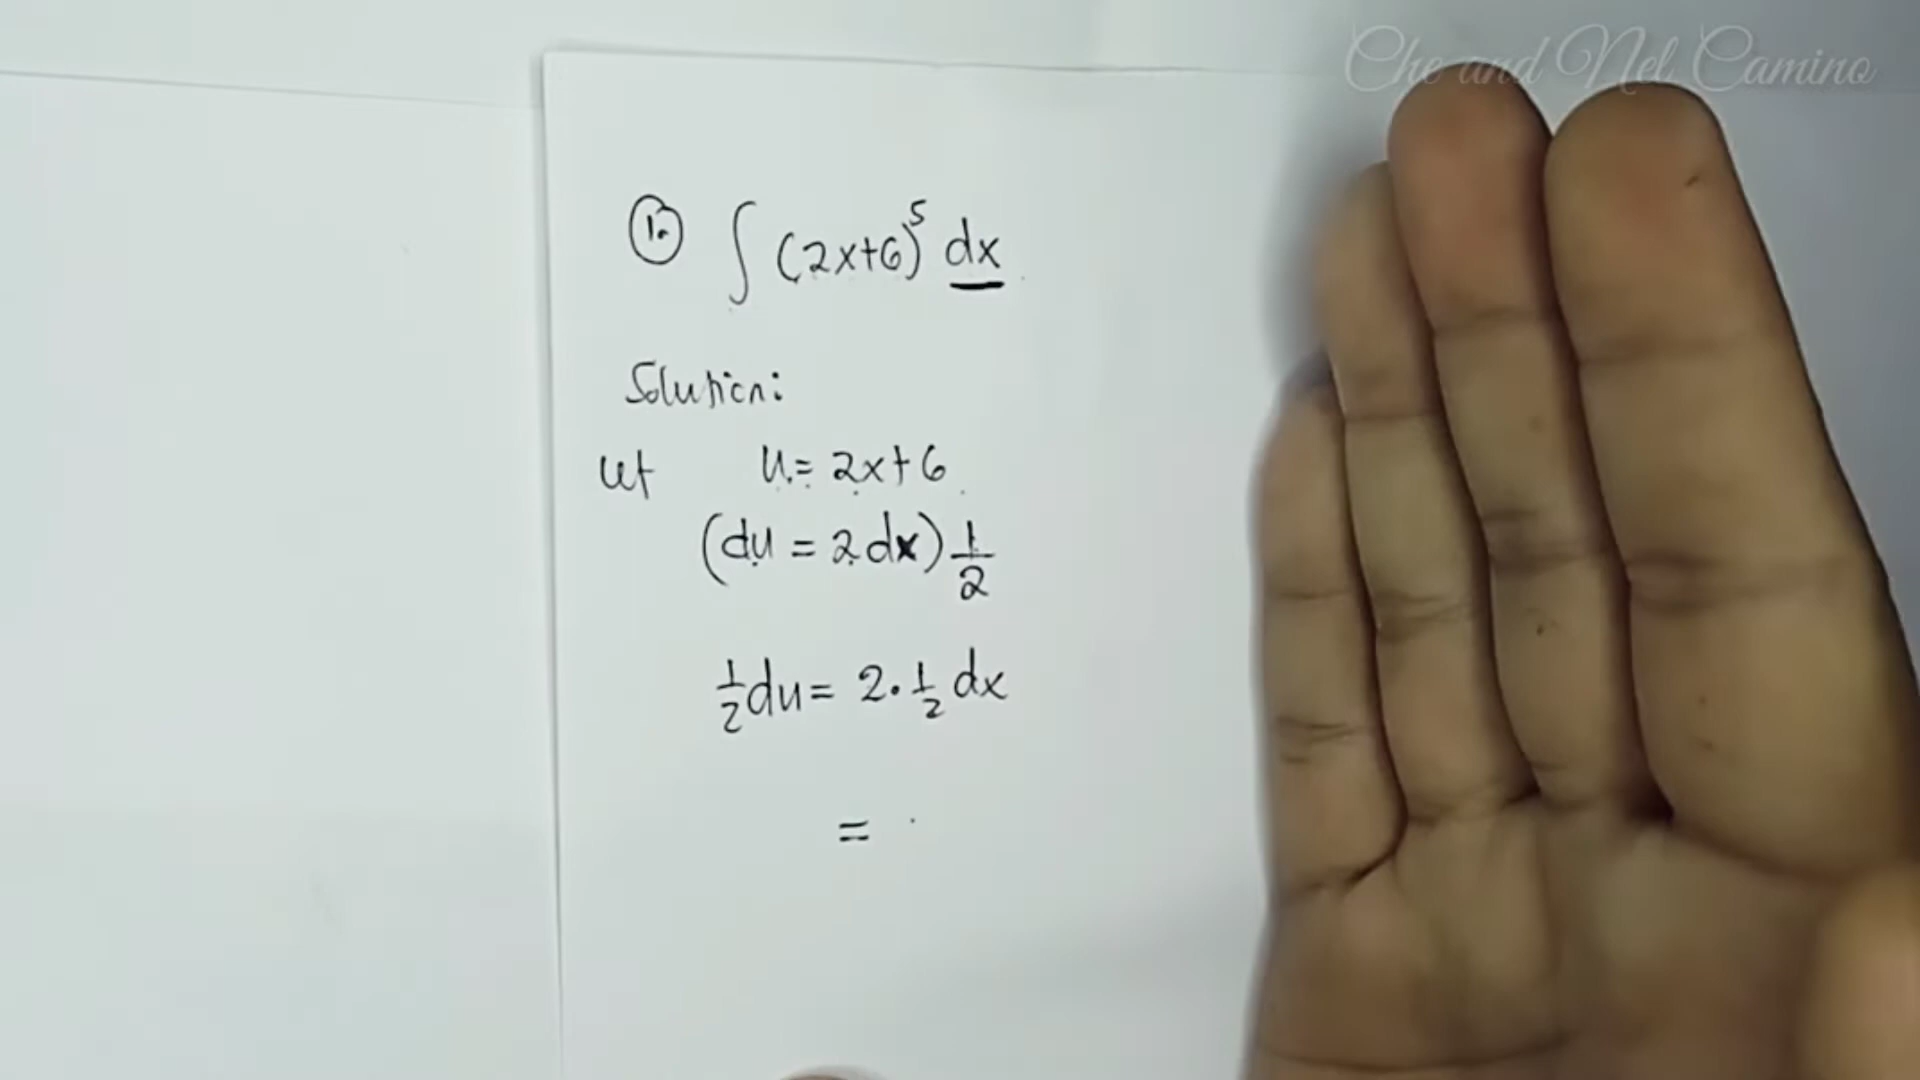 Che and Nel Camino
1. ∫ (2x+6)⁵ dx
Solution:
let u = 2x+6
(du = 2dx) 1/2
1/2 du = 2 · 1/2 dx
=